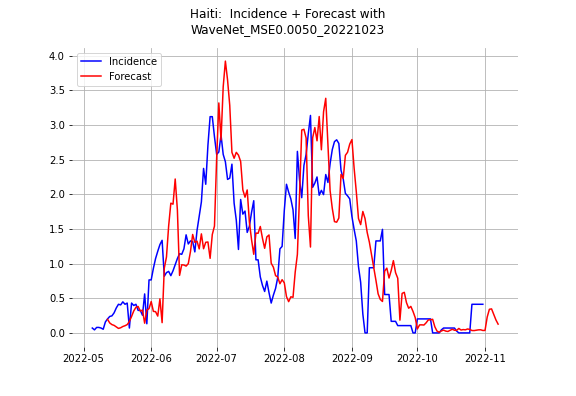 Haiti:  Incidence + Forecast with
WaveNet_MSE0.0050_20221023
Incidence
Forecast
4.0
3.5
3.0
2.5
2.0
1.5
1.0
0.5
0.0
2022-05 2022-06 2022-07 2022-08 2022-09 2022-10 2022-11